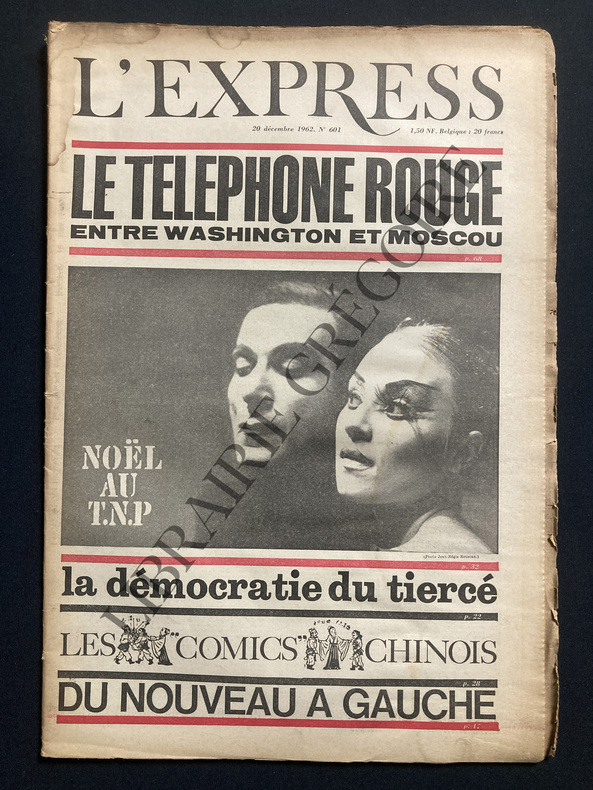 L'EXPRESS
20 décembre 1962. N° 601
1,50 NF. Belgique : 20 francs
LE TELEPHONE ROUGE
ENTRE WASHINGTON ET MOSCOU
p. 68
NOËL
AU
T.N.P
p. 32
la démocratie du tiercé
p. 22
LES "COMICS" CHINOIS
p. 28
DU NOUVEAU A GAUCHE
p. 17
LIBRAIRIE GRÉGOIRE